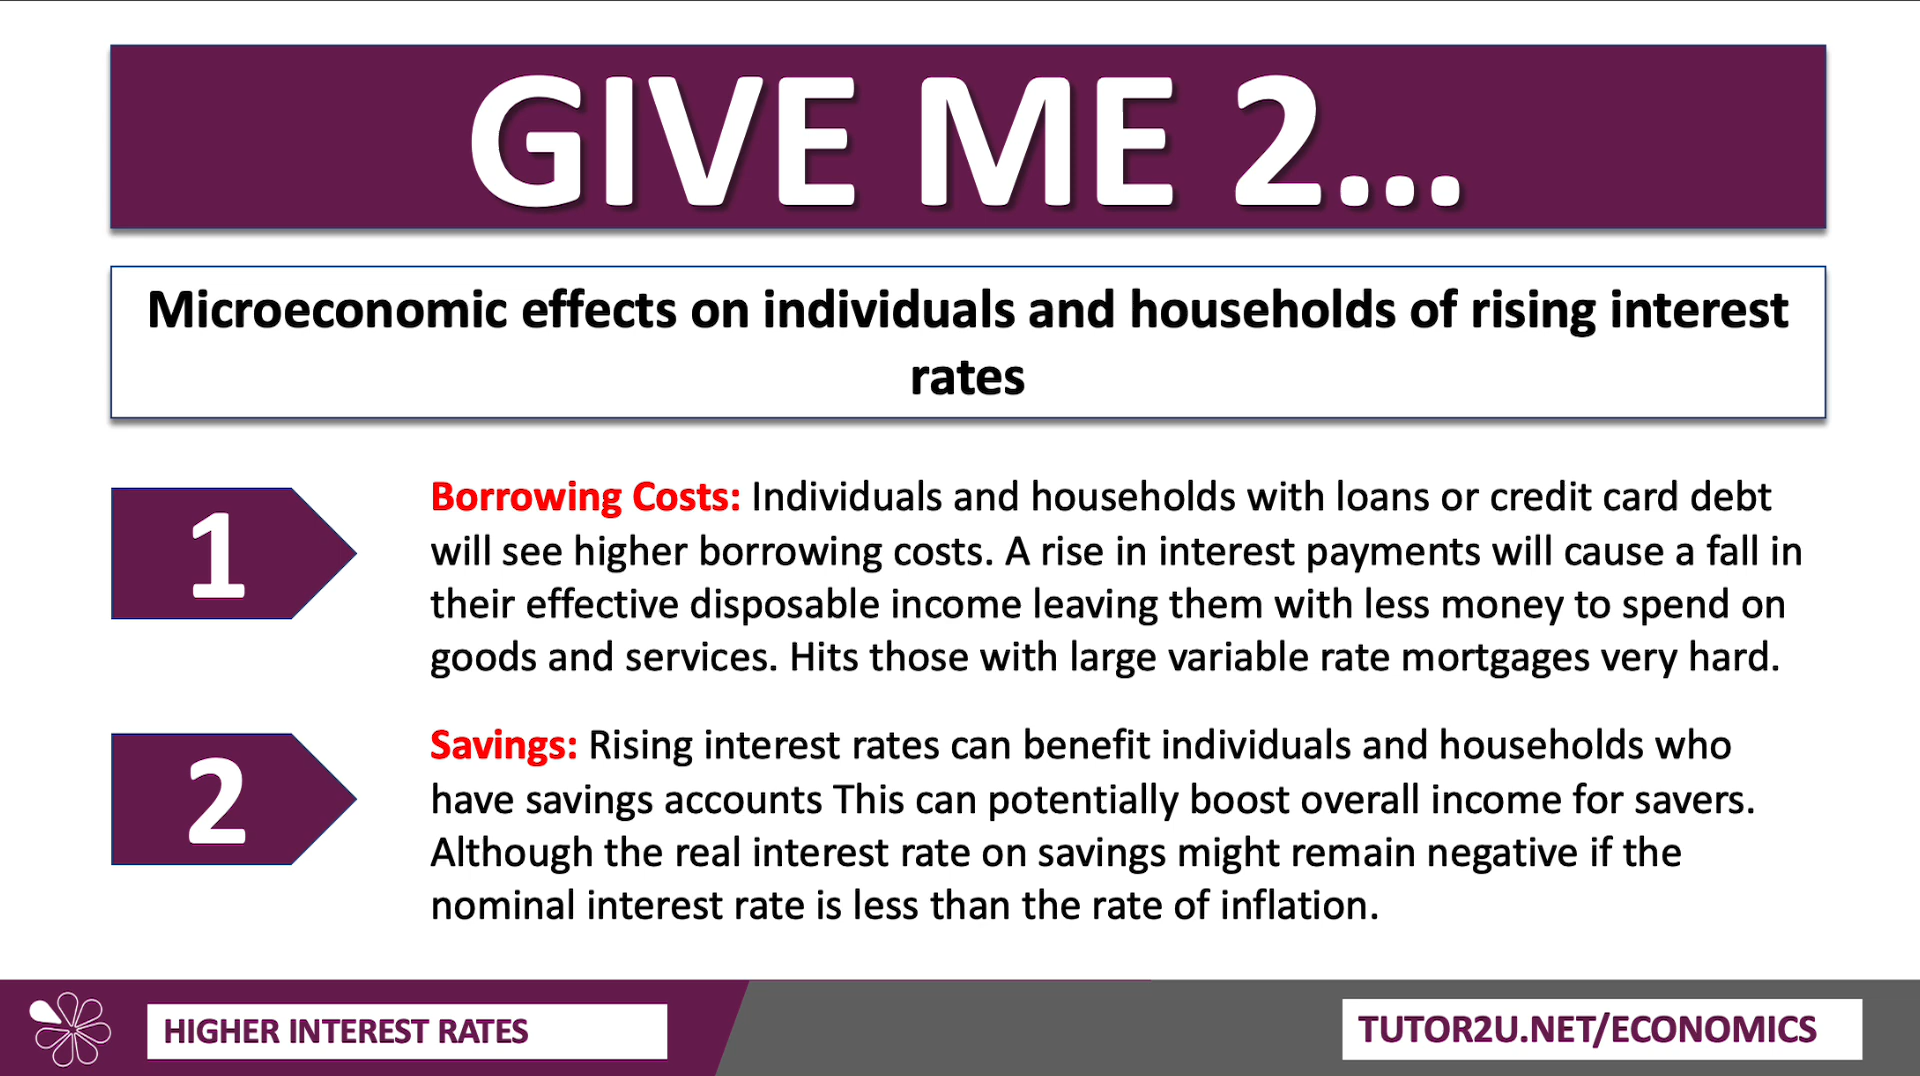 GIVE ME 2...
Microeconomic effects on individuals and households of rising interest
rates
1
Borrowing Costs: Individuals and households with loans or credit card debt
will see higher borrowing costs. A rise in interest payments will cause a fall in
their effective disposable income leaving them with less money to spend on
goods and services. Hits those with large variable rate mortgages very hard.
2
Savings: Rising interest rates can benefit individuals and households who
have savings accounts This can potentially boost overall income for savers.
Although the real interest rate on savings might remain negative if the
nominal interest rate is less than the rate of inflation.
HIGHER INTEREST RATES
TUTOR2U.NET/ECONOMICS